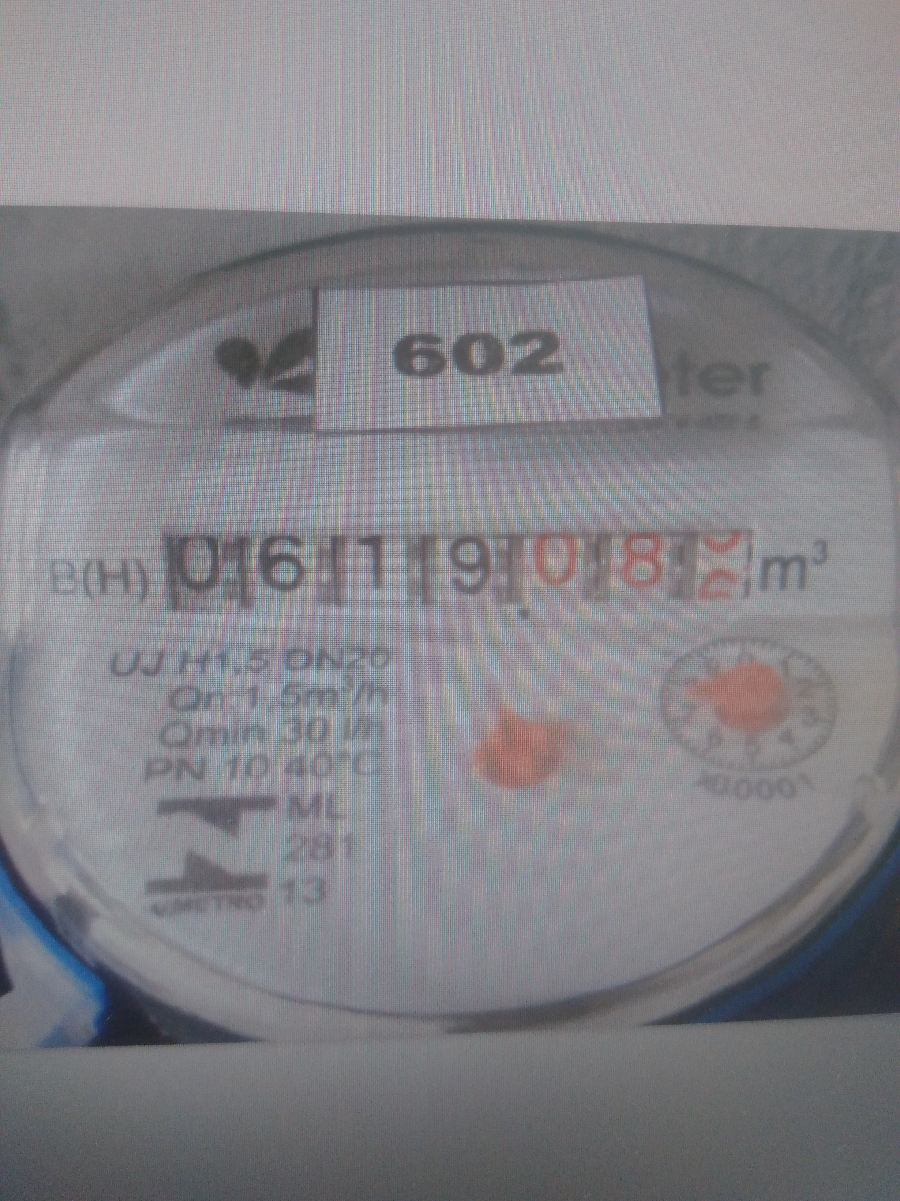 602
ter
B(H) 0 6 1 1 9 0 8 m³
UJ H1,5 DN20
Qn 1,5m³/h
Qmin 30 l/h
PN 10 40°C
ML
281
13
X0.0001